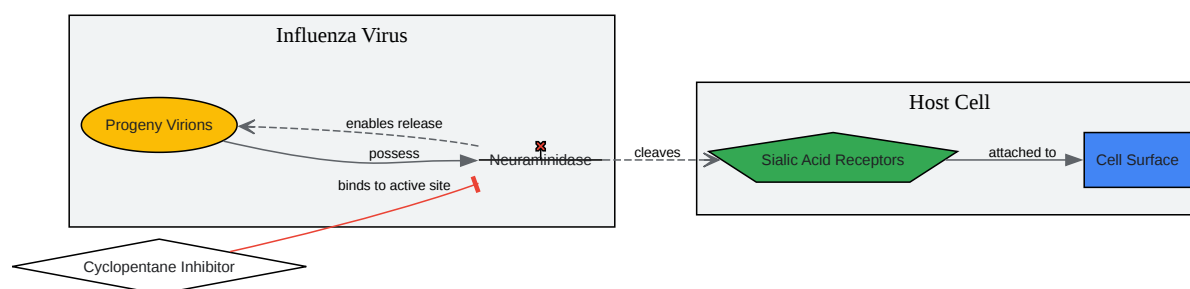 Influenza Virus
Host Cell
Progeny Virions
enables release
possess
Neuraminidase
cleaves
Sialic Acid Receptors
attached to
Cell Surface
binds to active site
Cyclopentane Inhibitor